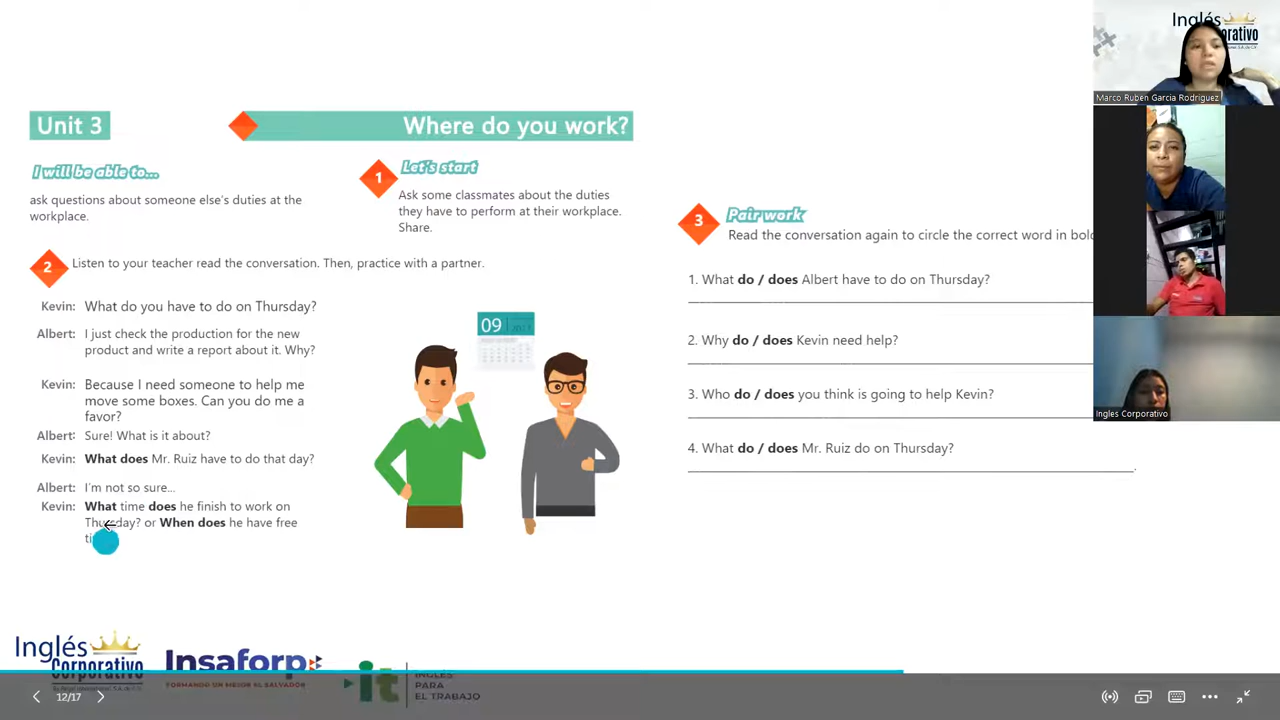 Unit 3
Where do you work?
I will be able to...
ask questions about someone else's duties at the
workplace.
1
Let's start
Ask some classmates about the duties
they have to perform at their workplace.
Share.
2
Listen to your teacher read the conversation. Then, practice with a partner.
Kevin: What do you have to do on Thursday?
Albert: I just check the production for the new
product and write a report about it. Why?
Kevin: Because I need someone to help me
move some boxes. Can you do me a
favor?
Albert: Sure! What is it about?
Kevin: What does Mr. Ruiz have to do that day?
Albert: I'm not so sure...
Kevin: What time does he finish to work on
Thursday? or When does he have free
09
3
Pair work
Read the conversation again to circle the correct word in bol
1. What do / does Albert have to do on Thursday?
2. Why do / does Kevin need help?
3. Who do / does you think is going to help Kevin?
4. What do / does Mr. Ruiz do on Thursday?
Inglés
Marco Ruben Garcia Rodriguez
Ingles Corporativo
Inglés
Corporativo
Insaforp
FORMANDO UN MEJOR EL SALVADOR
it
INGLÉS
PARA
EL TRABAJO
12/17